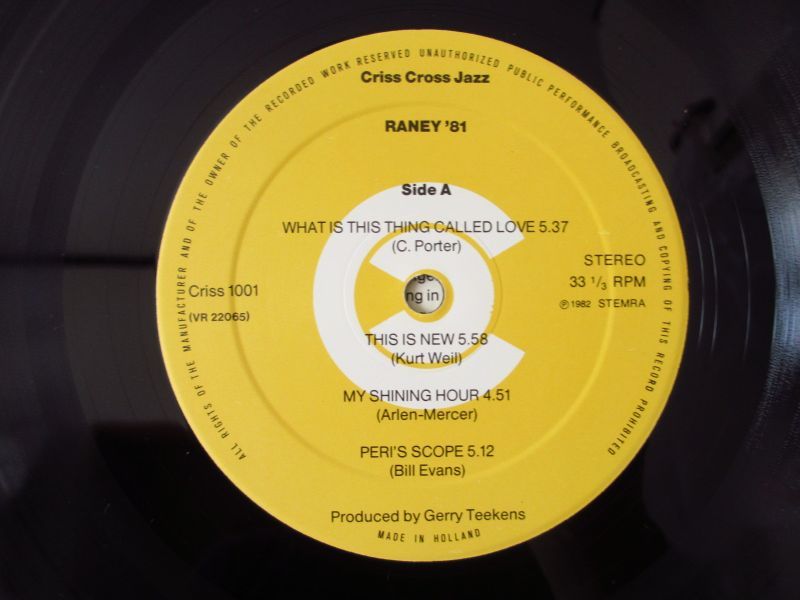 ALL RIGHTS OF THE MANUFACTURER AND OF THE OWNER OF THE RECORDED WORK RESERVED UNAUTHORIZED PUBLIC PERFORMANCE BROADCASTING AND COPYING OF THIS RECORD PROHIBITED
Criss Cross Jazz
RANEY '81
Side A
WHAT IS THIS THING CALLED LOVE 5.37
(C. Porter)
STEREO
33 1/3 RPM
℗ 1982 STEMRA
Criss 1001
(VR 22065)
ng in
THIS IS NEW 5.58
(Kurt Weil)
MY SHINING HOUR 4.51
(Arlen-Mercer)
PERI'S SCOPE 5.12
(Bill Evans)
Produced by Gerry Teekens
MADE IN HOLLAND